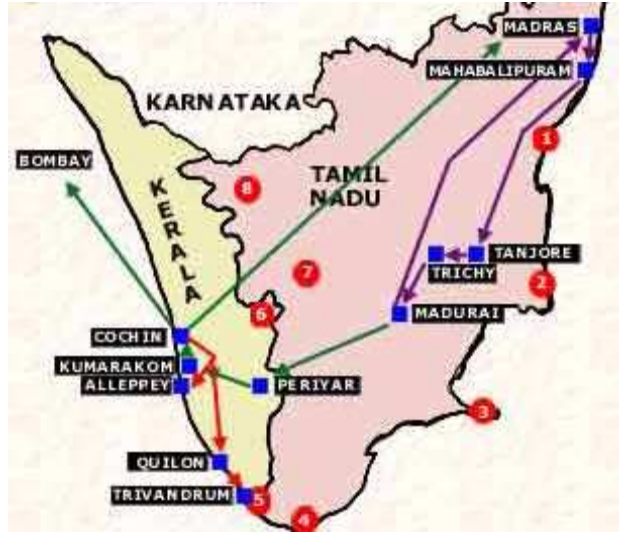 MADRAS
MAHABALIPURAM
KARNATAKA
1
BOMBAY
TAMIL
NADU
8
KERALA
TANJORE
TRICHY
7
2
6
MADURAI
COCHIN
KUMARAKOM
ALLEPPEY
PERIYAR
3
QUILON
TRIVANDRUM
5
4